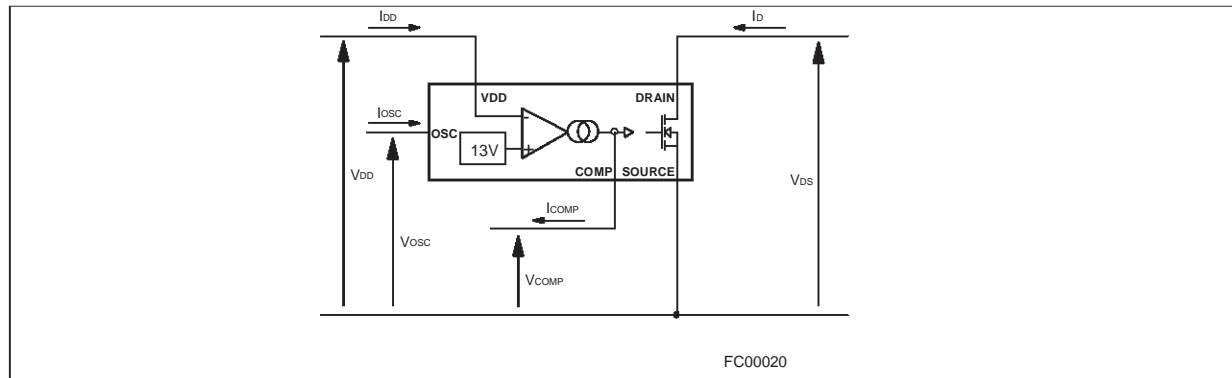 IDD
ID
VDD
DRAIN
IOSC
OSC
13V
-
+
COMP
SOURCE
VDD
VDS
ICOMP
VOSC
VCOMP
FC00020